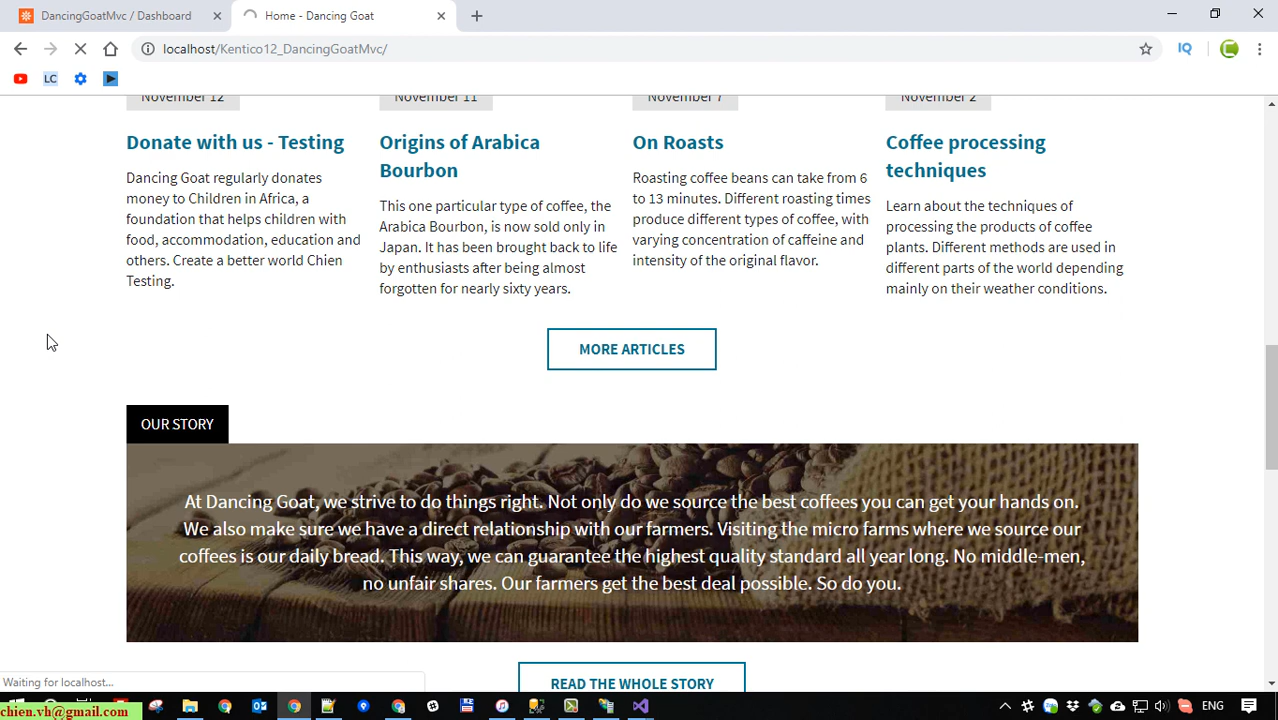 DancingGoatMvc / Dashboard
Home - Dancing Goat
localhost/Kentico12_DancingGoatMvc/
IQ
LC
November 12
November 11
November 7
November 2
Donate with us - Testing
Dancing Goat regularly donates
money to Children in Africa, a
foundation that helps children with
food, accommodation, education and
others. Create a better world Chien
Testing.
Origins of Arabica
Bourbon
This one particular type of coffee, the
Arabica Bourbon, is now sold only in
Japan. It has been brought back to life
by enthusiasts after being almost
forgotten for nearly sixty years.
On Roasts
Roasting coffee beans can take from 6
to 13 minutes. Different roasting times
produce different types of coffee, with
varying concentration of caffeine and
intensity of the original flavor.
Coffee processing
techniques
Learn about the techniques of
processing the products of coffee
plants. Different methods are used in
different parts of the world depending
mainly on their weather conditions.
MORE ARTICLES
OUR STORY
At Dancing Goat, we strive to do things right. Not only do we source the best coffees you can get your hands on.
We also make sure we have a direct relationship with our farmers. Visiting the micro farms where we source our
coffees is our daily bread. This way, we can guarantee the highest quality standard all year long. No middle-men,
no unfair shares. Our farmers get the best deal possible. So do you.
READ THE WHOLE STORY
Waiting for localhost...
chien.vh@gmail.com
ENG